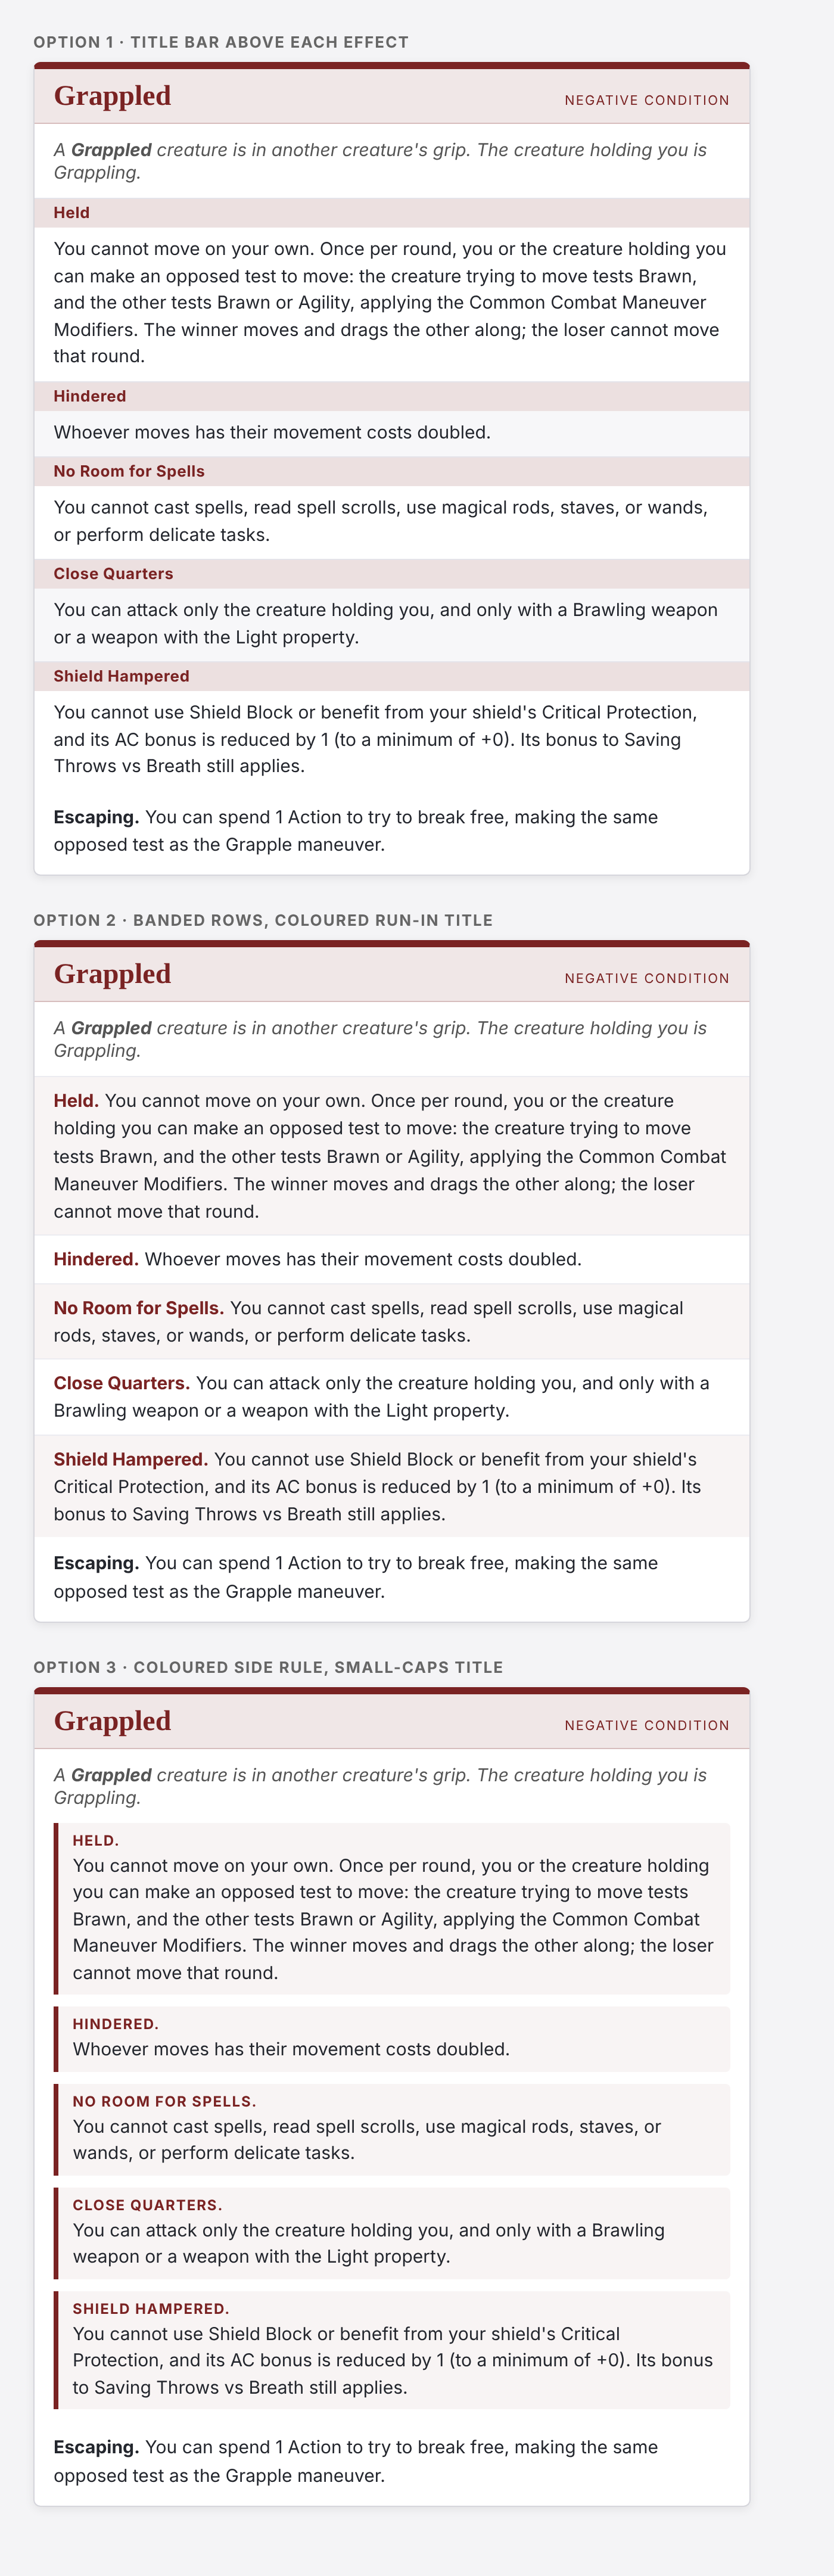 OPTION 1 · TITLE BAR ABOVE EACH EFFECT
Grappled
NEGATIVE CONDITION
A Grappled creature is in another creature's grip. The creature holding you is
Grappling.
Held
You cannot move on your own. Once per round, you or the creature holding you
can make an opposed test to move: the creature trying to move tests Brawn,
and the other tests Brawn or Agility, applying the Common Combat Maneuver
Modifiers. The winner moves and drags the other along; the loser cannot move
that round.
Hindered
Whoever moves has their movement costs doubled.
No Room for Spells
You cannot cast spells, read spell scrolls, use magical rods, staves, or wands,
or perform delicate tasks.
Close Quarters
You can attack only the creature holding you, and only with a Brawling weapon
or a weapon with the Light property.
Shield Hampered
You cannot use Shield Block or benefit from your shield's Critical Protection,
and its AC bonus is reduced by 1 (to a minimum of +0). Its bonus to Saving
Throws vs Breath still applies.
Escaping. You can spend 1 Action to try to break free, making the same
opposed test as the Grapple maneuver.
OPTION 2 · BANDED ROWS, COLOURED RUN-IN TITLE
Grappled
NEGATIVE CONDITION
A Grappled creature is in another creature's grip. The creature holding you is
Grappling.
Held. You cannot move on your own. Once per round, you or the creature
holding you can make an opposed test to move: the creature trying to move
tests Brawn, and the other tests Brawn or Agility, applying the Common Combat
Maneuver Modifiers. The winner moves and drags the other along; the loser
cannot move that round.
Hindered. Whoever moves has their movement costs doubled.
No Room for Spells. You cannot cast spells, read spell scrolls, use magical
rods, staves, or wands, or perform delicate tasks.
Close Quarters. You can attack only the creature holding you, and only with a
Brawling weapon or a weapon with the Light property.
Shield Hampered. You cannot use Shield Block or benefit from your shield's
Critical Protection, and its AC bonus is reduced by 1 (to a minimum of +0). Its
bonus to Saving Throws vs Breath still applies.
Escaping. You can spend 1 Action to try to break free, making the same
opposed test as the Grapple maneuver.
OPTION 3 · COLOURED SIDE RULE, SMALL-CAPS TITLE
Grappled
NEGATIVE CONDITION
A Grappled creature is in another creature's grip. The creature holding you is
Grappling.
HELD.
You cannot move on your own. Once per round, you or the creature holding
you can make an opposed test to move: the creature trying to move tests
Brawn, and the other tests Brawn or Agility, applying the Common Combat
Maneuver Modifiers. The winner moves and drags the other along; the loser
cannot move that round.
HINDERED.
Whoever moves has their movement costs doubled.
NO ROOM FOR SPELLS.
You cannot cast spells, read spell scrolls, use magical rods, staves, or
wands, or perform delicate tasks.
CLOSE QUARTERS.
You can attack only the creature holding you, and only with a Brawling
weapon or a weapon with the Light property.
SHIELD HAMPERED.
You cannot use Shield Block or benefit from your shield's Critical
Protection, and its AC bonus is reduced by 1 (to a minimum of +0). Its bonus
to Saving Throws vs Breath still applies.
Escaping. You can spend 1 Action to try to break free, making the same
opposed test as the Grapple maneuver.